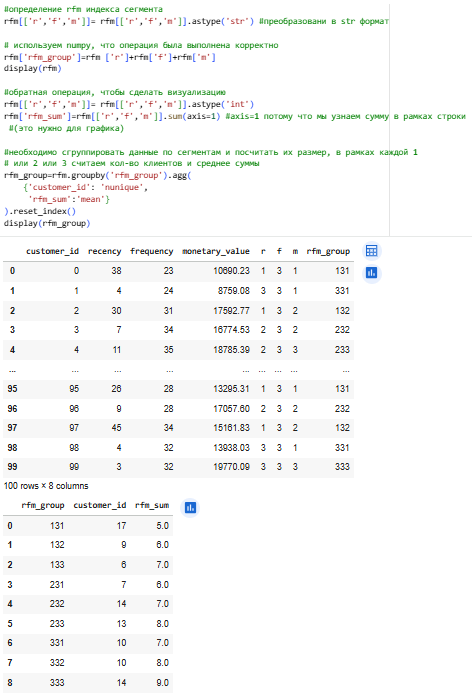 #определение rfm индекса сегмента
rfm[['r','f','m']]= rfm[['r','f','m']].astype('str') #преобразовани в str формат
# используем numpy, что операция была выполнена корректно
rfm['rfm_group']=rfm ['r']+rfm['f']+rfm['m']
display(rfm)
#обратная операция, чтобы сделать визуализацию
rfm[['r','f','m']]= rfm[['r','f','m']].astype('int')
rfm['rfm_sum']=rfm[['r','f','m']].sum(axis=1) #axis=1 потому что мы узнаем сумму в рамках строки
#(это нужно для графика)
#необходимо сгруппировать данные по сегментам и посчитать их размер, в рамках каждой 1
# или 2 или 3 считаем кол-во клиентов и среднее суммы
rfm_group=rfm.groupby('rfm_group').agg(
{'customer_id': 'nunique',
'rfm_sum':'mean'}
).reset_index()
display(rfm_group)
customer_id recency frequency monetary_value r f m rfm_group
0 0 38 23 10690.23 1 3 1 131
1 1 4 24 8759.08 3 3 1 331
2 2 30 31 17592.77 1 3 2 132
3 3 7 34 16774.53 2 3 2 232
4 4 11 35 18785.39 2 3 3 233
... ... ... ... ... ... ... ... ...
95 95 26 28 13295.31 1 3 1 131
96 96 9 28 17057.60 2 3 2 232
97 97 45 34 15161.83 1 3 2 132
98 98 4 32 13938.03 3 3 1 331
99 99 3 32 19770.09 3 3 3 333
100 rows × 8 columns
rfm_group customer_id rfm_sum
0 131 17 5.0
1 132 9 6.0
2 133 6 7.0
3 231 7 6.0
4 232 14 7.0
5 233 13 8.0
6 331 10 7.0
7 332 10 8.0
8 333 14 9.0